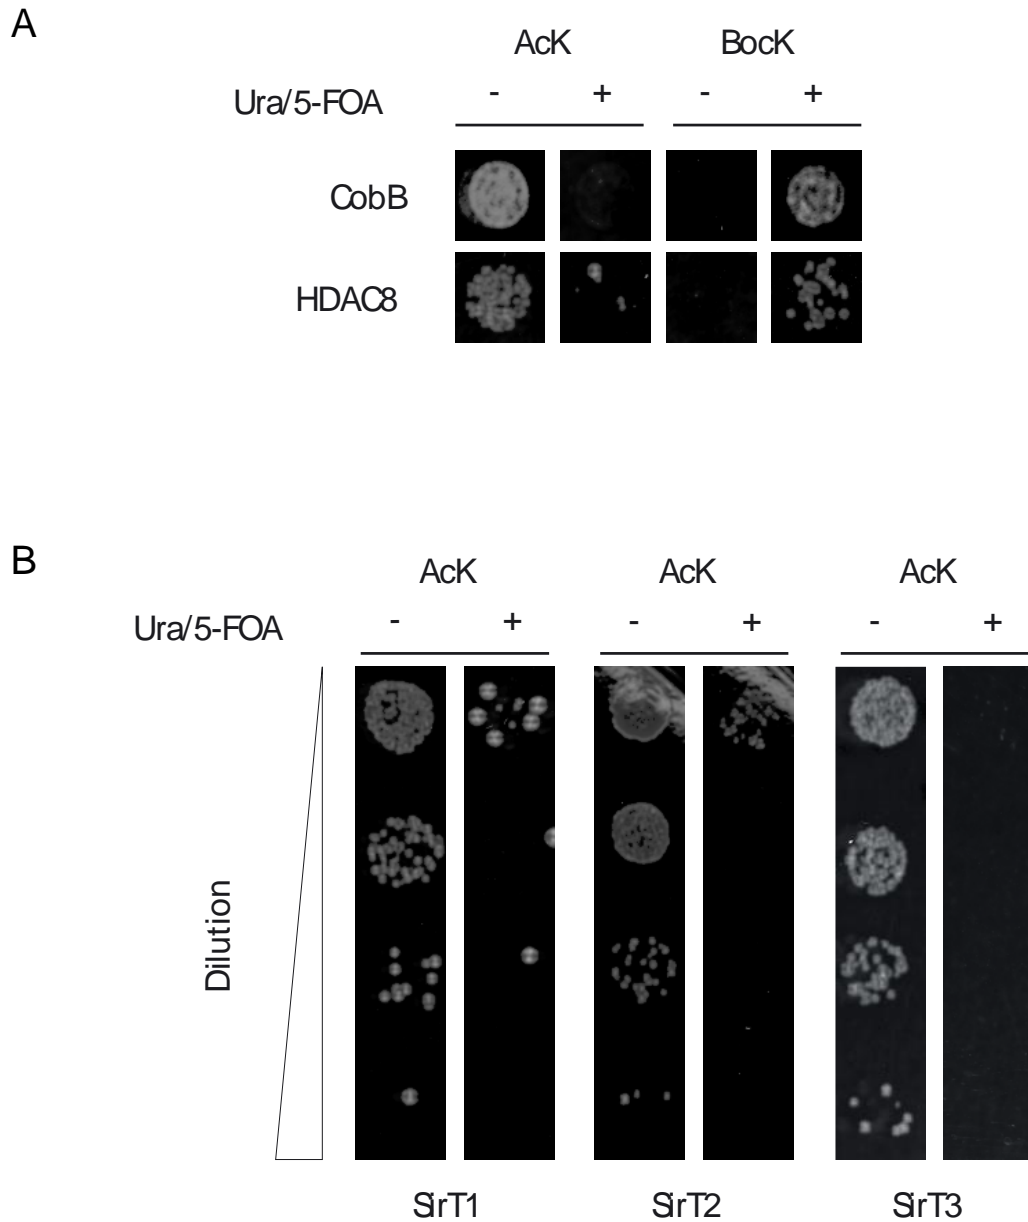 A
AcK BocK
Ura/5-FOA - + - +
CobB
HDAC8
B
AcK AcK AcK
Ura/5-FOA - + - + - +
Dilution
SirT1 SirT2 SirT3